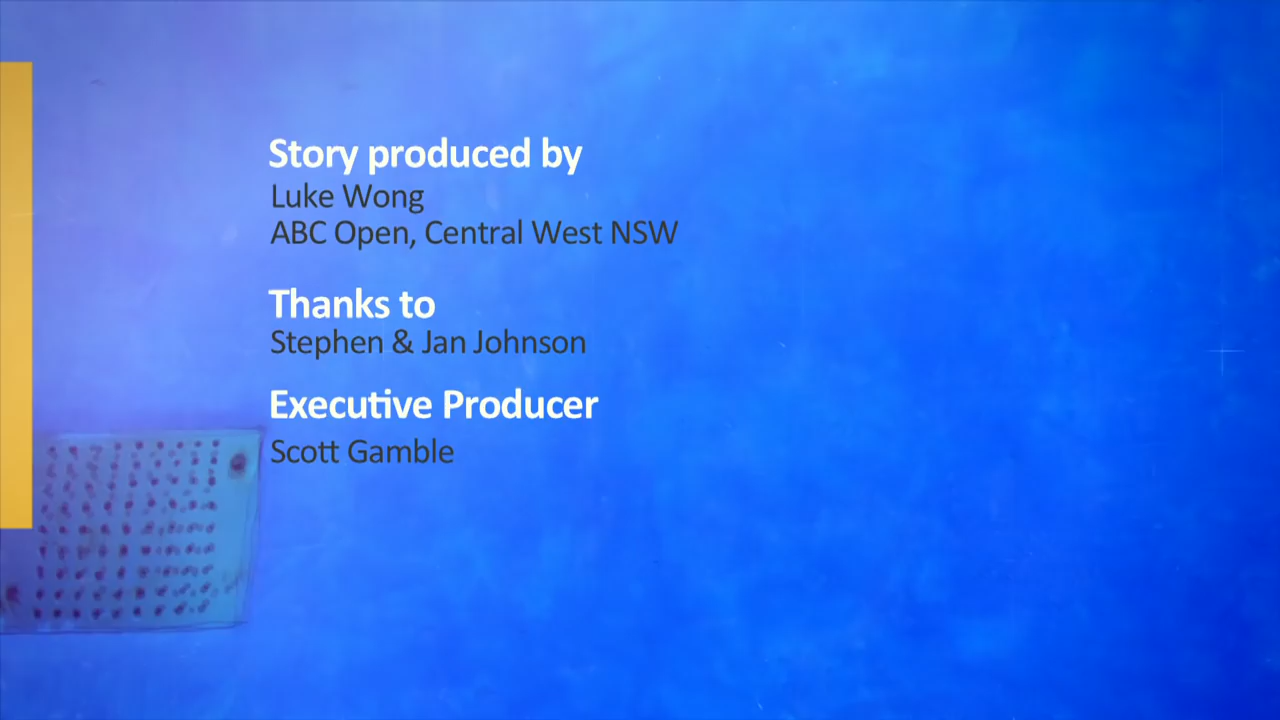 Story produced by
Luke Wong
ABC Open, Central West NSW
Thanks to
Stephen & Jan Johnson
Executive Producer
Scott Gamble